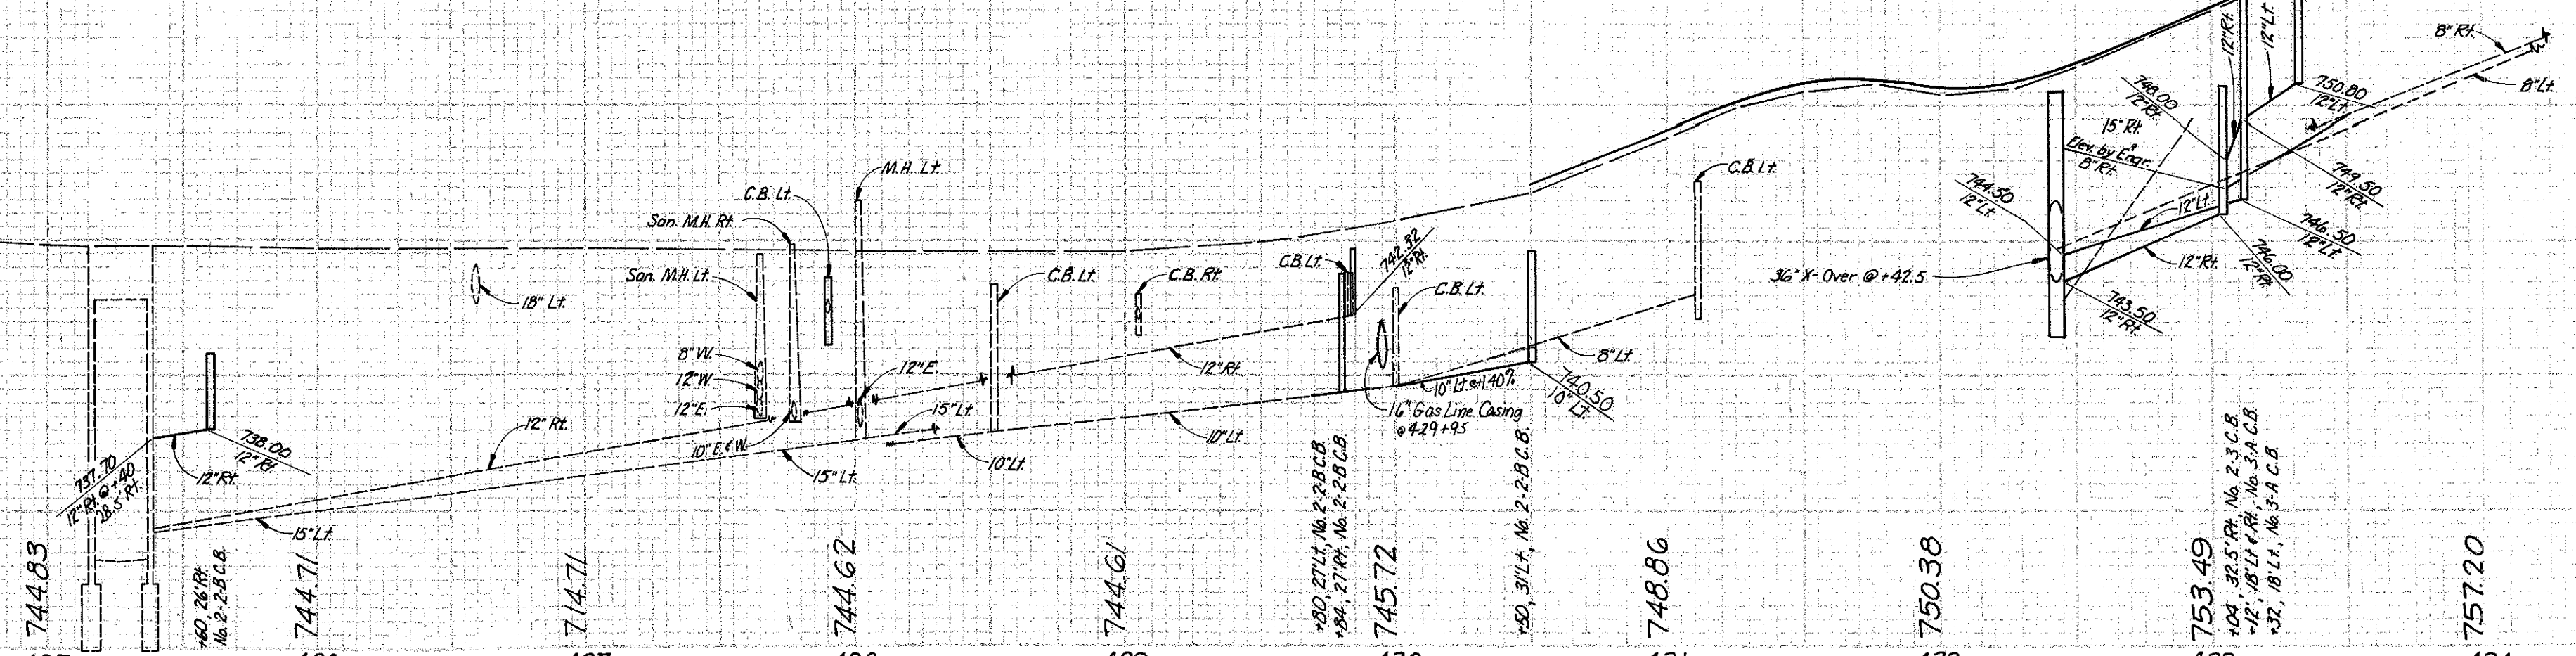 8" Rt.
8" Lt.
12" Rt.
12" Lt.
750.80
12" Lt.
748.00
12" Rt.
15" Rt.
Elev. by Engr.
8" Rt.
749.50
12" Rt.
744.50
12" Lt.
12" Lt.
746.50
12" Lt.
746.00
12" Rt.
12" Rt.
743.50
12" Rt.
36" X-Over @ +42.5
C.B. Lt.
M.H. Lt.
C.B. Lt.
San. M.H. Rt.
San. M.H. Lt.
18" Lt.
C.B. Lt.
C.B. Rt.
C.B. Lt.
742.32
12" Rt.
C.B. Lt.
8" W.
12" W.
12" E.
12" E.
12" Rt.
8" Lt.
10" Lt. @ 1.40%
740.50
10" Lt.
16" Gas Line Casing
@ 429+95
15" Lt.
10" E. & W.
12" Rt.
10" Lt.
10" Lt.
15" Lt.
738.00
12" Rt.
737.70
12" Rt. @ +40
28.5' Rt.
12" Rt.
15" Lt.
744.83
+60, 26' Rt.
No. 2-2-B C.B.
744.71
714.71
744.62
744.61
+80, 27' Lt., No. 2-2-B C.B.
+84, 27' Rt., No. 2-2-B C.B.
745.72
+50, 31' Lt., No. 2-2-B C.B.
748.86
750.38
753.49
+04, 32.5' Rt., No. 2-3 C.B.
+12', 18' Lt. & Rt., No. 3-A C.B.
+32, 18' Lt., No. 3-A C.B.
757.20